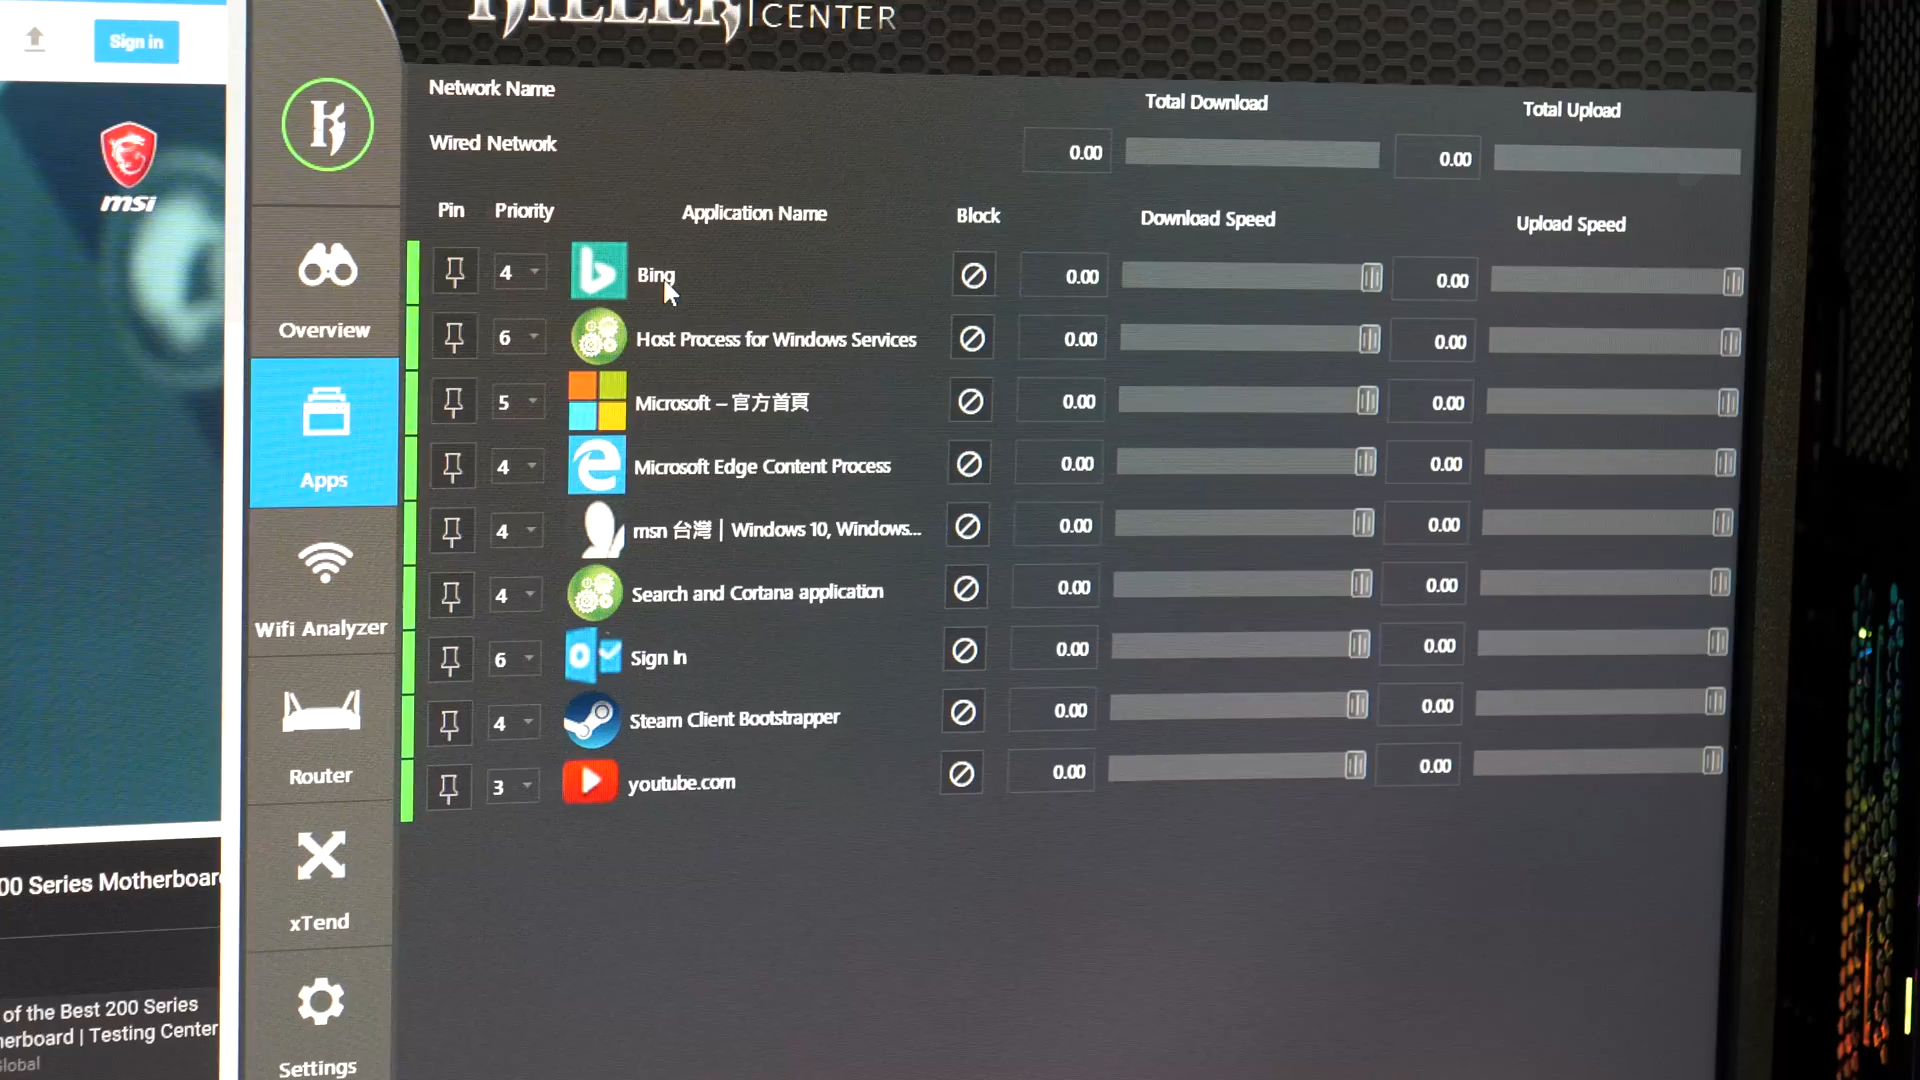 Sign in
msi
00 Series Motherboar
of the Best 200 Series
herboard | Testing Center
Global
KILLER | CENTER
Overview
Apps
Wifi Analyzer
Router
xTend
Settings
Network Name Total Download Total Upload
Wired Network 0.00 0.00
Pin Priority Application Name Block Download Speed Upload Speed
4 Bing 0.00 0.00
6 Host Process for Windows Services 0.00 0.00
5 Microsoft – 官方首頁 0.00 0.00
4 Microsoft Edge Content Process 0.00 0.00
4 msn 台灣 | Windows 10, Windows... 0.00 0.00
4 Search and Cortana application 0.00 0.00
6 Sign In 0.00 0.00
4 Steam Client Bootstrapper 0.00 0.00
3 youtube.com 0.00 0.00